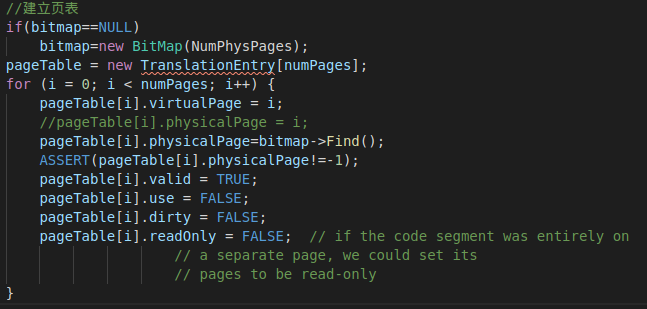 //建立页表
if(bitmap==NULL)
    bitmap=new BitMap(NumPhysPages);
pageTable = new TranslationEntry[numPages];
for (i = 0; i < numPages; i++) {
    pageTable[i].virtualPage = i;
    //pageTable[i].physicalPage = i;
    pageTable[i].physicalPage=bitmap->Find();
    ASSERT(pageTable[i].physicalPage!=-1);
    pageTable[i].valid = TRUE;
    pageTable[i].use = FALSE;
    pageTable[i].dirty = FALSE;
    pageTable[i].readOnly = FALSE;  // if the code segment was entirely on
                    // a separate page, we could set its
                    // pages to be read-only
}